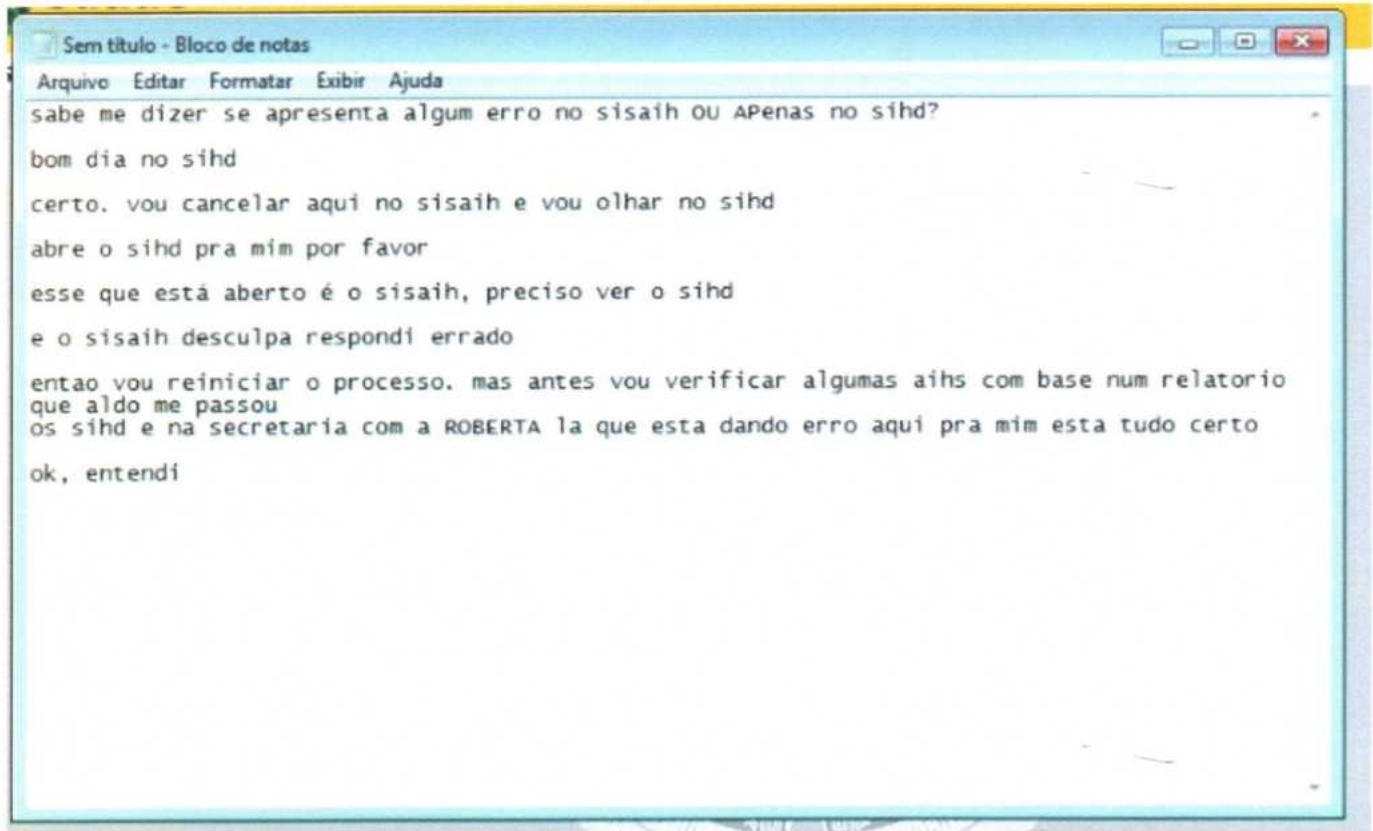 Sem título - Bloco de notas
Arquivo Editar Formatar Exibir Ajuda
sabe me dizer se apresenta algum erro no sisaih OU APenas no sihd?
bom dia no sihd
certo. vou cancelar aqui no sisaih e vou olhar no sihd
abre o sihd pra mim por favor
esse que está aberto é o sisaih, preciso ver o sihd
e o sisaih desculpa respondi errado
entao vou reiniciar o processo. mas antes vou verificar algumas aihs com base num relatorio
que aldo me passou
os sihd e na secretaria com a ROBERTA la que esta dando erro aqui pra mim esta tudo certo
ok, entendi